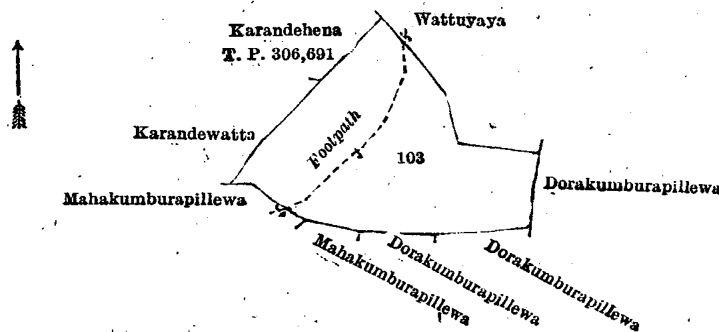 Karandehena
T. P. 306,691
Wattuyaya
Karandewatta
Footpath
103
Mahakumburapillewa
Dorakumburapillewa
Mahakumburapillewa
Dorakumburapillewa
Dorakumburapillewa